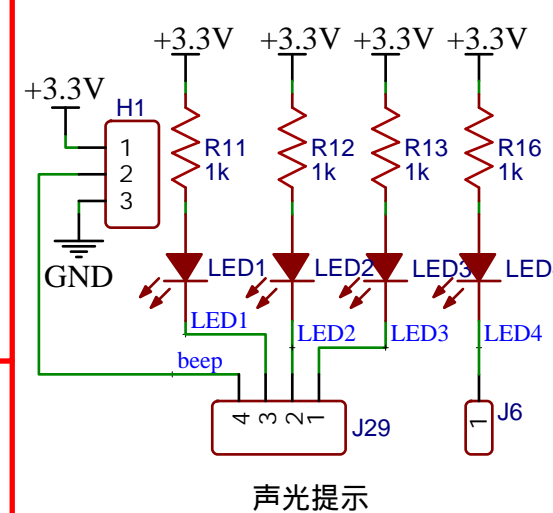 +3.3V +3.3V +3.3V +3.3V
+3.3V
H1
1
2
3
GND
R11
1k
R12
1k
R13
1k
R16
1k
LED1
LED2
LED3
LED
LED1
LED2
LED3
LED4
beep
4 3 2 1
J29
1
J6
声光提示